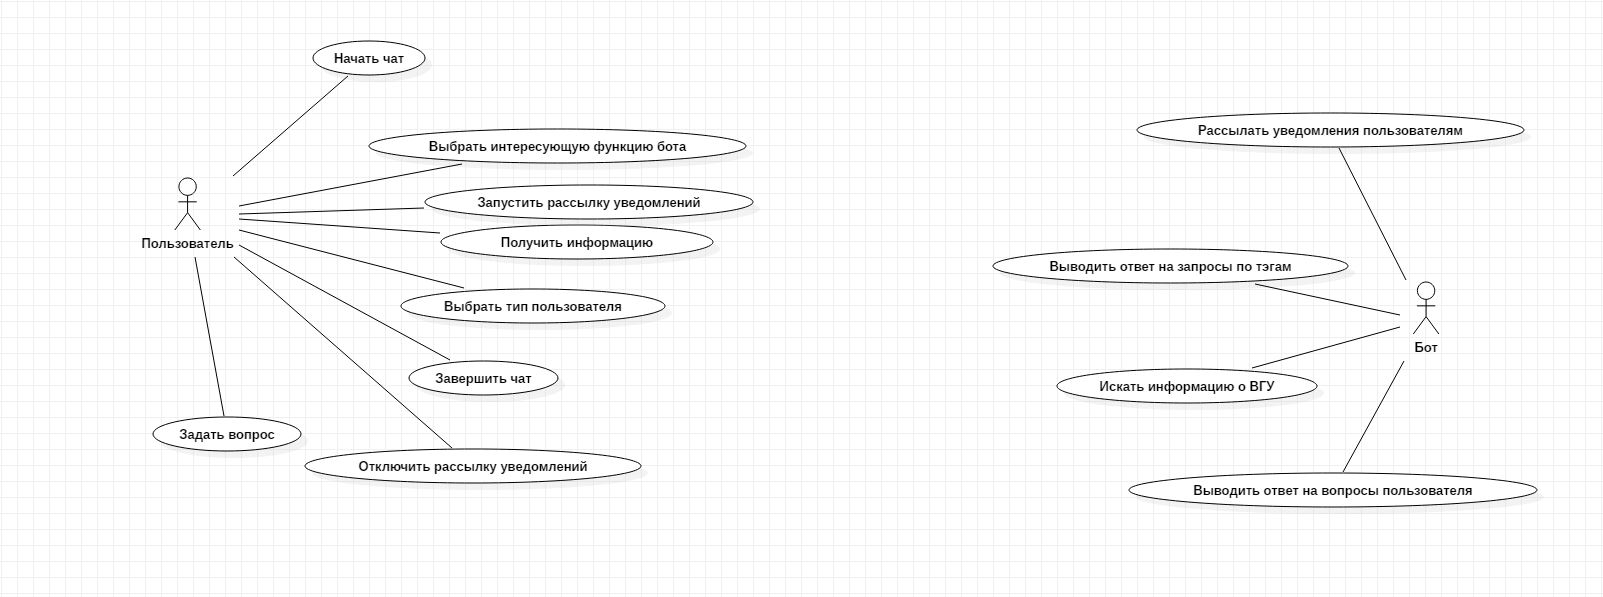 Начать чат
Выбрать интересующую функцию бота
Запустить рассылку уведомлений
Получить информацию
Пользователь
Выбрать тип пользователя
Завершить чат
Задать вопрос
Отключить рассылку уведомлений
Рассылать уведомления пользователям
Выводить ответ на запросы по тэгам
Бот
Искать информацию о ВГУ
Выводить ответ на вопросы пользователя